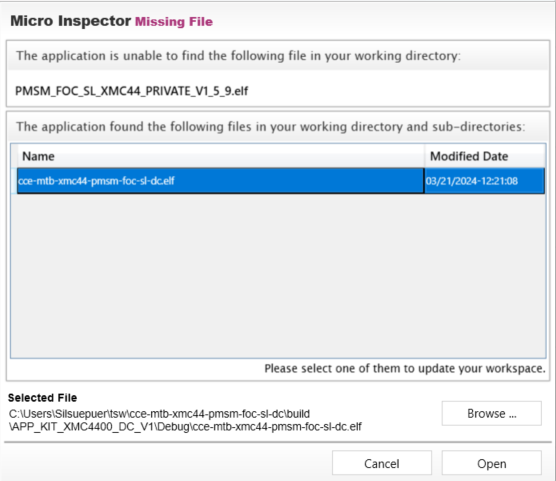 Micro Inspector Missing File
The application is unable to find the following file in your working directory:
PMSM_FOC_SL_XMC44_PRIVATE_V1_5_9.elf
The application found the following files in your working directory and sub-directories:
Name Modified Date
cce-mtb-xmc44-pmsm-foc-sl-dc.elf 03/21/2024-12:21:08
Please select one of them to update your workspace.
Selected File
C:\Users\Silsuepuer\tsw\cce-mtb-xmc44-pmsm-foc-sl-dc\build
\APP_KIT_XMC4400_DC_V1\Debug\cce-mtb-xmc44-pmsm-foc-sl-dc.elf
Browse ...
Cancel Open